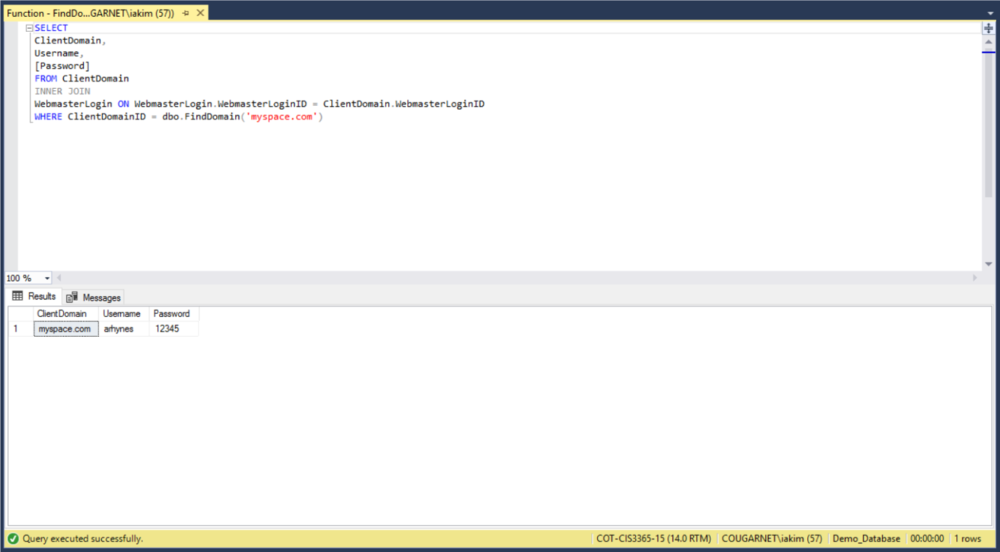 Function - FindDo...GARNET\iakim (57))
SELECT
ClientDomain,
Username,
[Password]
FROM ClientDomain
INNER JOIN
WebmasterLogin ON WebmasterLogin.WebmasterLoginID = ClientDomain.WebmasterLoginID
WHERE ClientDomainID = dbo.FindDomain('myspace.com')
100 %
Results Messages
ClientDomain Username Password
1 myspace.com arhynes 12345
Query executed successfully. COT-CIS3365-15 (14.0 RTM) COUGARNET\iakim (57) Demo_Database 00:00:00 1 rows